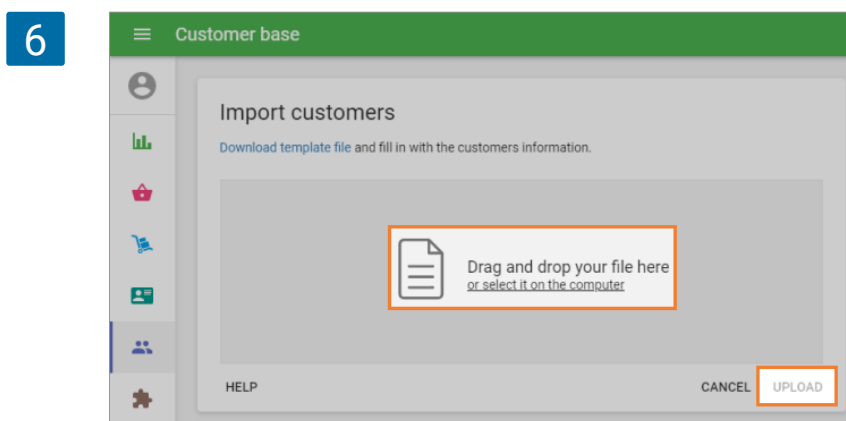 6
Customer base
Import customers
Download template file and fill in with the customers information.
Drag and drop your file here
or select it on the computer
HELP
CANCEL
UPLOAD